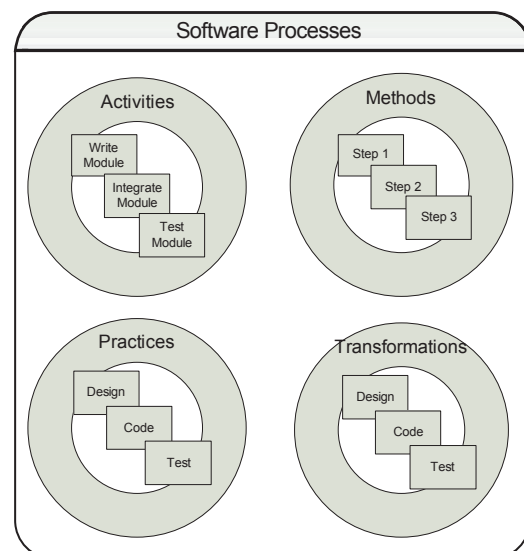 Software Processes
Activities
Write
Module
Integrate
Module
Test
Module
Methods
Step 1
Step 2
Step 3
Practices
Design
Code
Test
Transformations
Design
Code
Test